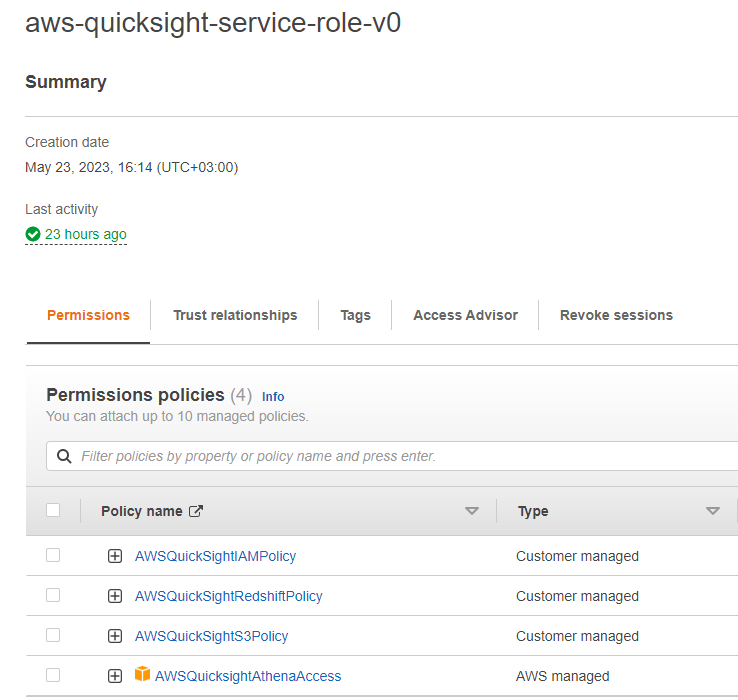 aws-quicksight-service-role-v0
Summary
Creation date
May 23, 2023, 16:14 (UTC+03:00)
Last activity
23 hours ago
Permissions
Trust relationships
Tags
Access Advisor
Revoke sessions
Permissions policies (4) Info
You can attach up to 10 managed policies.
Filter policies by property or policy name and press enter.
Policy name Type
AWSQuickSightIAMPolicy Customer managed
AWSQuickSightRedshiftPolicy Customer managed
AWSQuickSightS3Policy Customer managed
AWSQuicksightAthenaAccess AWS managed